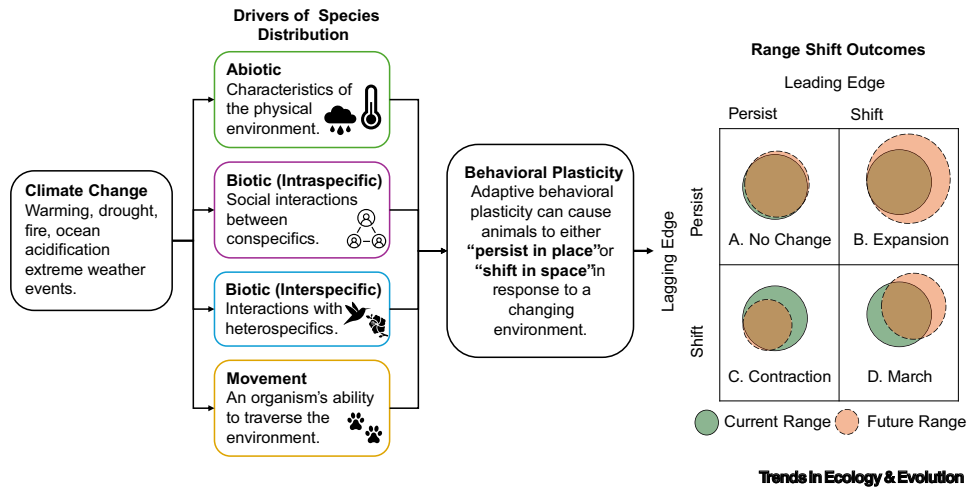 Drivers of Species
Distribution
Climate Change
Warming, drought,
fire, ocean
acidification
extreme weather
events.
Abiotic
Characteristics of
the physical
environment.
Biotic (Intraspecific)
Social interactions
between
conspecifics.
Biotic (Interspecific)
Interactions with
heterospecifics.
Movement
An organism's ability
to traverse the
environment.
Behavioral Plasticity
Adaptive behavioral
plasticity can cause
animals to either
“persist in place”or
“shift in space”in
response to a
changing
environment.
Range Shift Outcomes
Leading Edge
Persist Shift
Lagging Edge
Persist
Shift
A. No Change
B. Expansion
C. Contraction
D. March
Current Range
Future Range
Trends in Ecology & Evolution